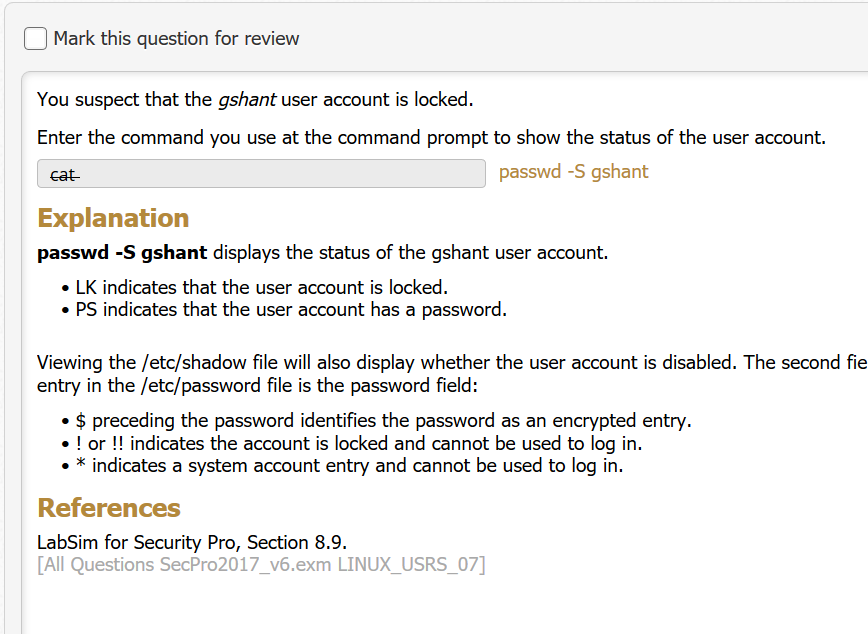 Mark this question for review
You suspect that the gshant user account is locked.
Enter the command you use at the command prompt to show the status of the user account.
cat passwd -S gshant
Explanation
passwd -S gshant displays the status of the gshant user account.
• LK indicates that the user account is locked.
• PS indicates that the user account has a password.
Viewing the /etc/shadow file will also display whether the user account is disabled. The second fie
entry in the /etc/password file is the password field:
• $ preceding the password identifies the password as an encrypted entry.
• ! or !! indicates the account is locked and cannot be used to log in.
• * indicates a system account entry and cannot be used to log in.
References
LabSim for Security Pro, Section 8.9.
[All Questions SecPro2017_v6.exm LINUX_USRS_07]